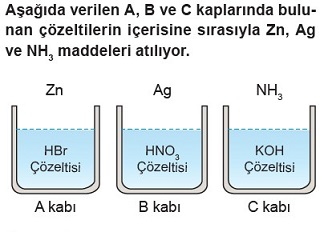 Aşağıda verilen A, B ve C kaplarında bulu-
nan çözeltilerin içerisine sırasıyla Zn, Ag
ve NH₃ maddeleri atılıyor.
Zn Ag NH₃
HBr HNO₃ KOH
Çözeltisi Çözeltisi Çözeltisi
A kabı B kabı C kabı